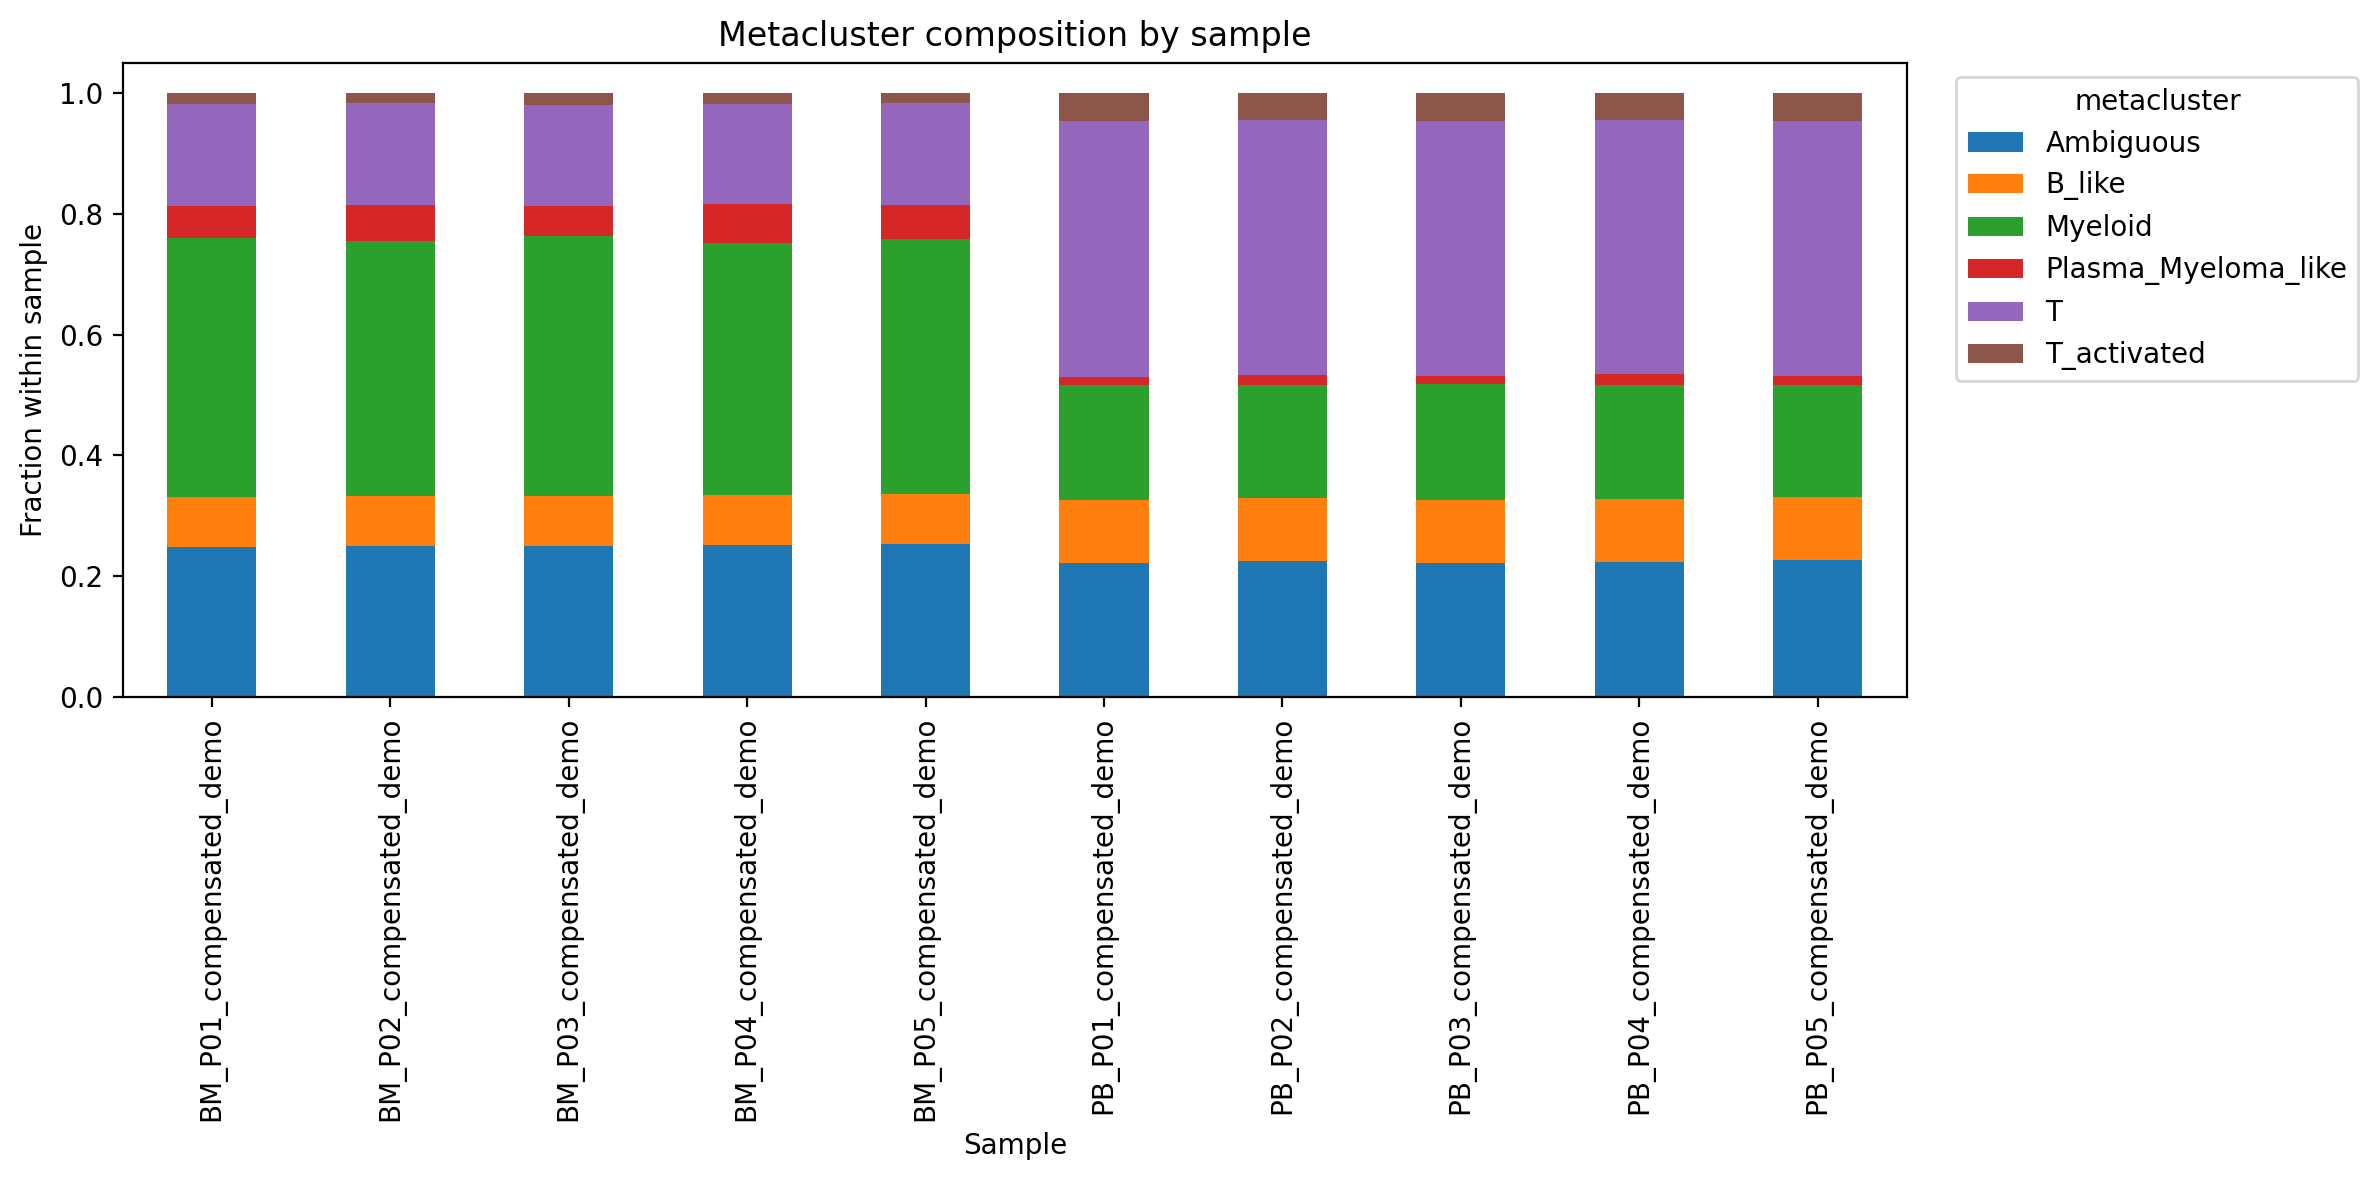 Metacluster composition by sample
Fraction within sample
1.0
0.8
0.6
0.4
0.2
0.0
BM_P01_compensated_demo
BM_P02_compensated_demo
BM_P03_compensated_demo
BM_P04_compensated_demo
BM_P05_compensated_demo
PB_P01_compensated_demo
PB_P02_compensated_demo
PB_P03_compensated_demo
PB_P04_compensated_demo
PB_P05_compensated_demo
Sample
metacluster
Ambiguous
B_like
Myeloid
Plasma_Myeloma_like
T
T_activated